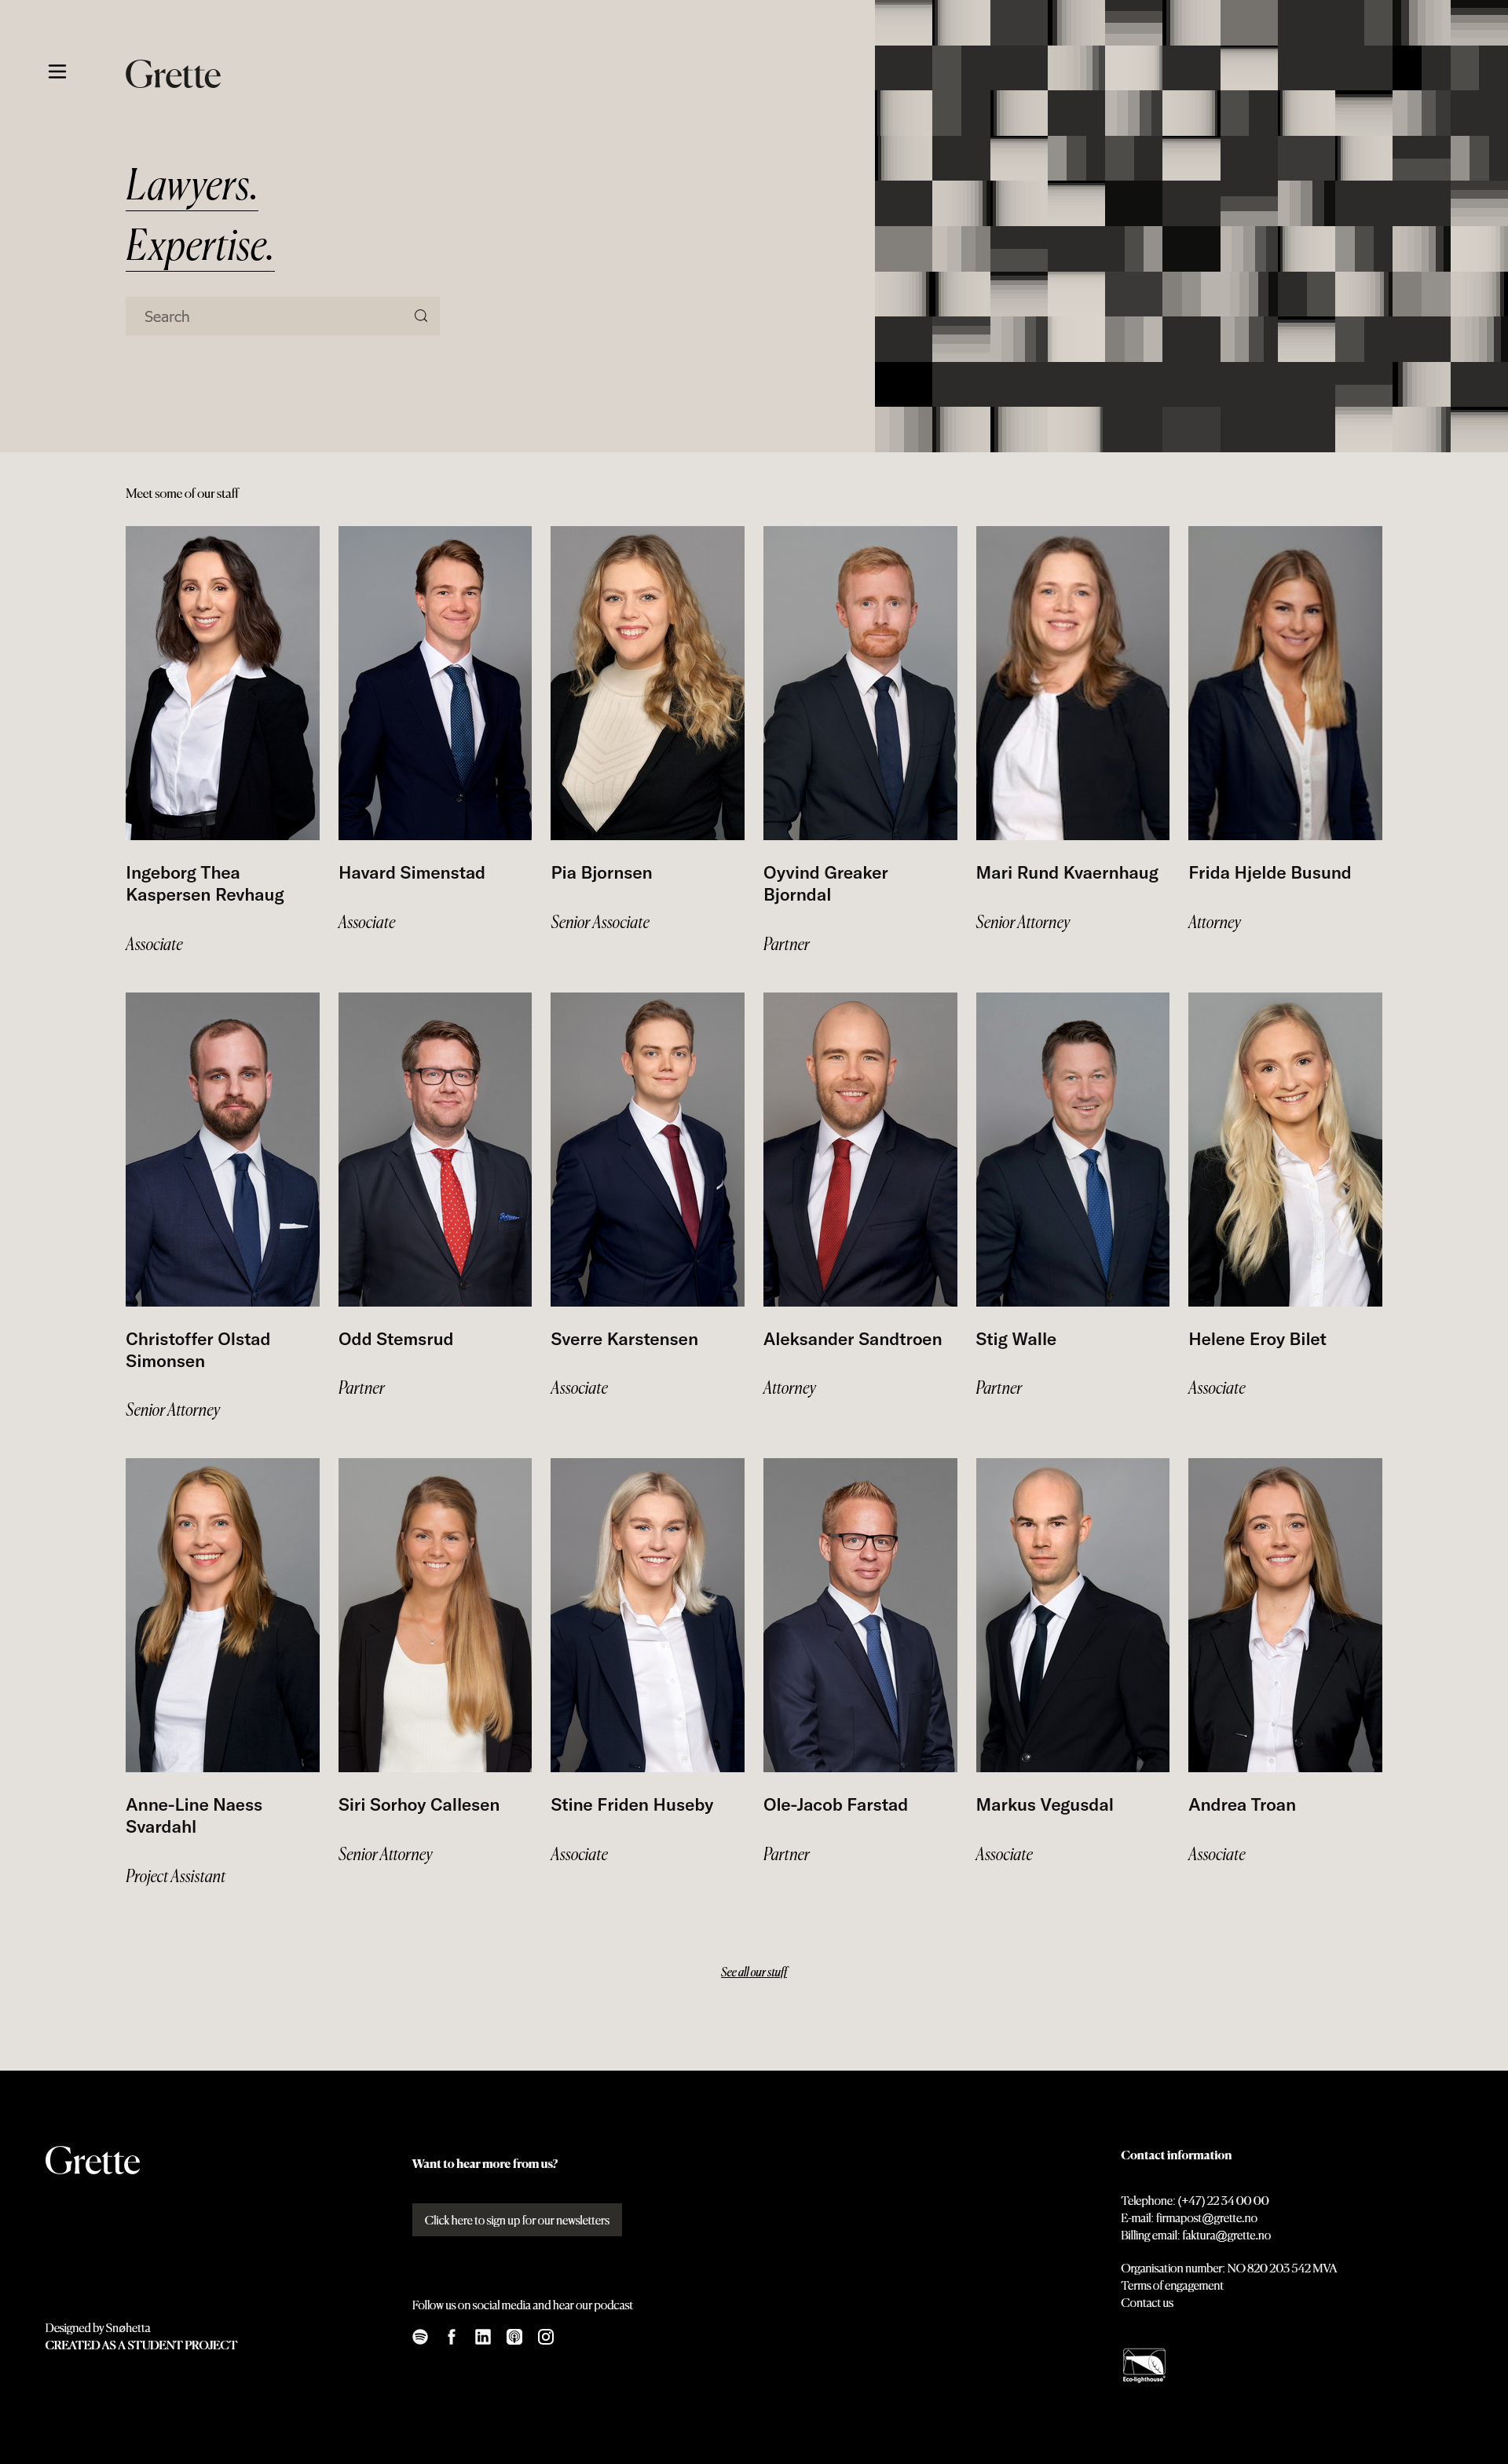 Grette
Lawyers.
Expertise.
Search
Meet some of our staff
Ingeborg Thea
Kaspersen Revhaug
Associate
Havard Simenstad
Associate
Pia Bjornsen
Senior Associate
Oyvind Greaker
Bjorndal
Partner
Mari Rund Kvaernhaug
Senior Attorney
Frida Hjelde Busund
Attorney
Christoffer Olstad
Simonsen
Senior Attorney
Odd Stemsrud
Partner
Sverre Karstensen
Associate
Aleksander Sandtroen
Attorney
Stig Walle
Partner
Helene Eroy Bilet
Associate
Anne-Line Naess
Svardahl
Project Assistant
Siri Sorhoy Callesen
Senior Attorney
Stine Friden Huseby
Associate
Ole-Jacob Farstad
Partner
Markus Vegusdal
Associate
Andrea Troan
Associate
See all our stuff
Grette
Designed by Snøhetta
CREATED AS A STUDENT PROJECT
Want to hear more from us?
Click here to sign up for our newsletters
Follow us on social media and hear our podcast
Contact information
Telephone: (+47) 22 34 00 00
E-mail: firmapost@grette.no
Billing email: faktura@grette.no
Organisation number: NO 820 203 542 MVA
Terms of engagement
Contact us
Eco-lighthouse